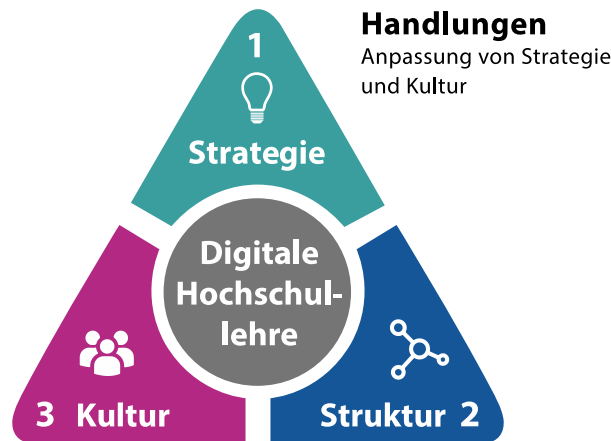 Handlungen
Anpassung von Strategie
und Kultur
1
Strategie
Digitale
Hochschul-
lehre
3 Kultur
Struktur 2